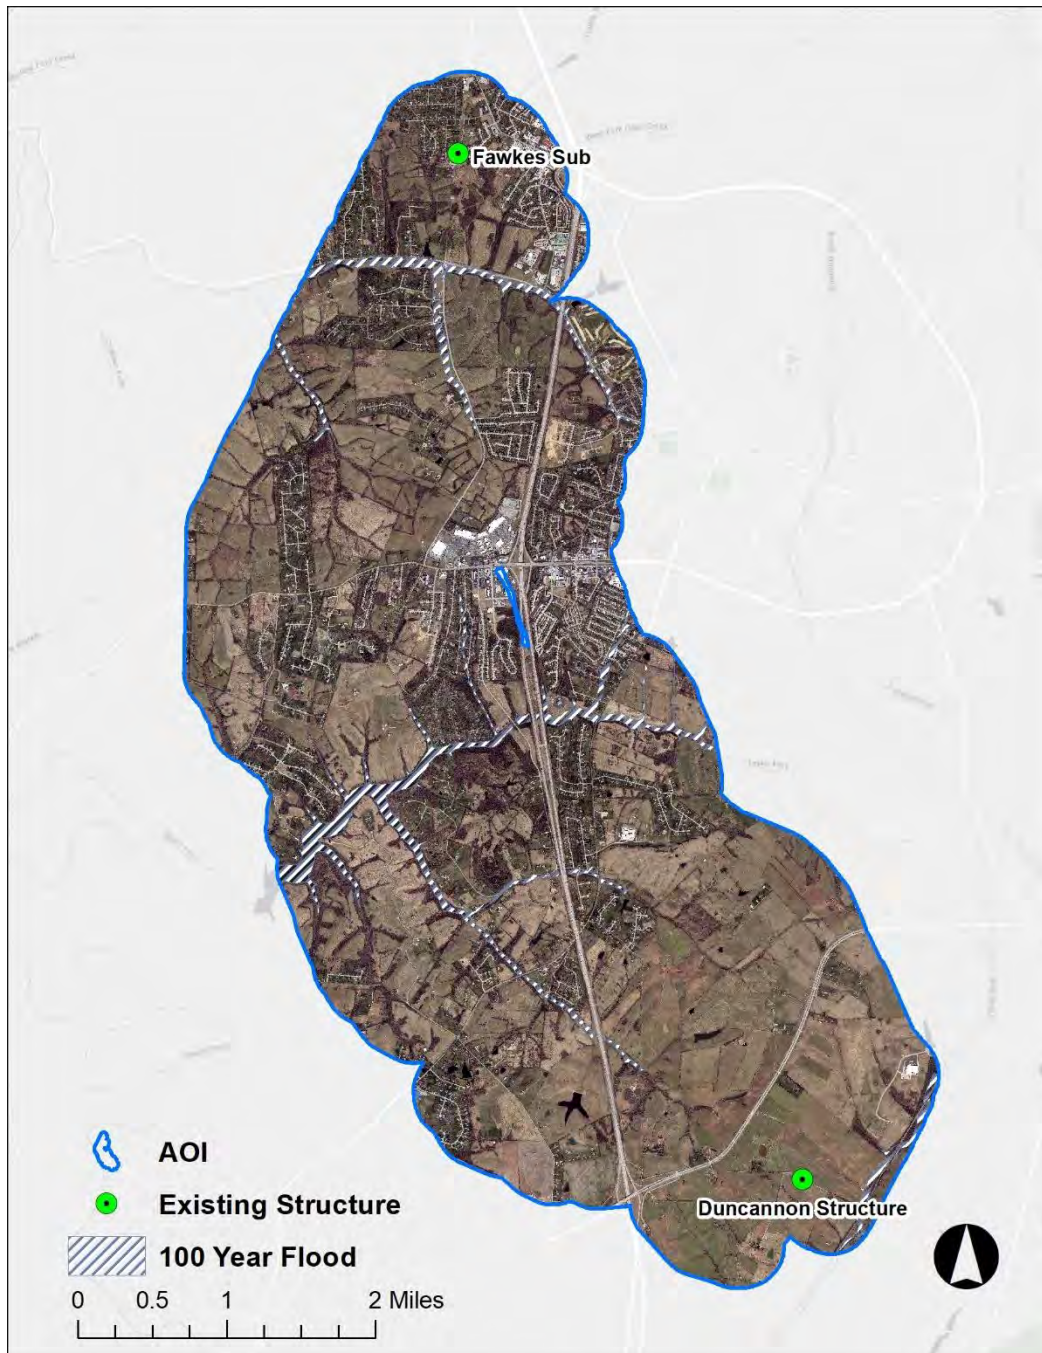 Fawkes Sub
Duncannon Structure
AOI
Existing Structure
100 Year Flood
0 0.5 1 2 Miles